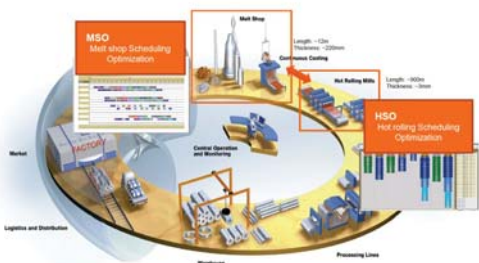 MSO
Melt shop Scheduling
Optimization
Melt Shop
Length: ~12m
Thickness: ~220mm
Continuous Casting
Hot Rolling Mills
Length: ~900m
Thickness: ~3mm
HSO
Hot rolling Scheduling
Optimization
Central Operation
and Monitoring
Market
FACTORY
Logistics and Distribution
Processing Lines